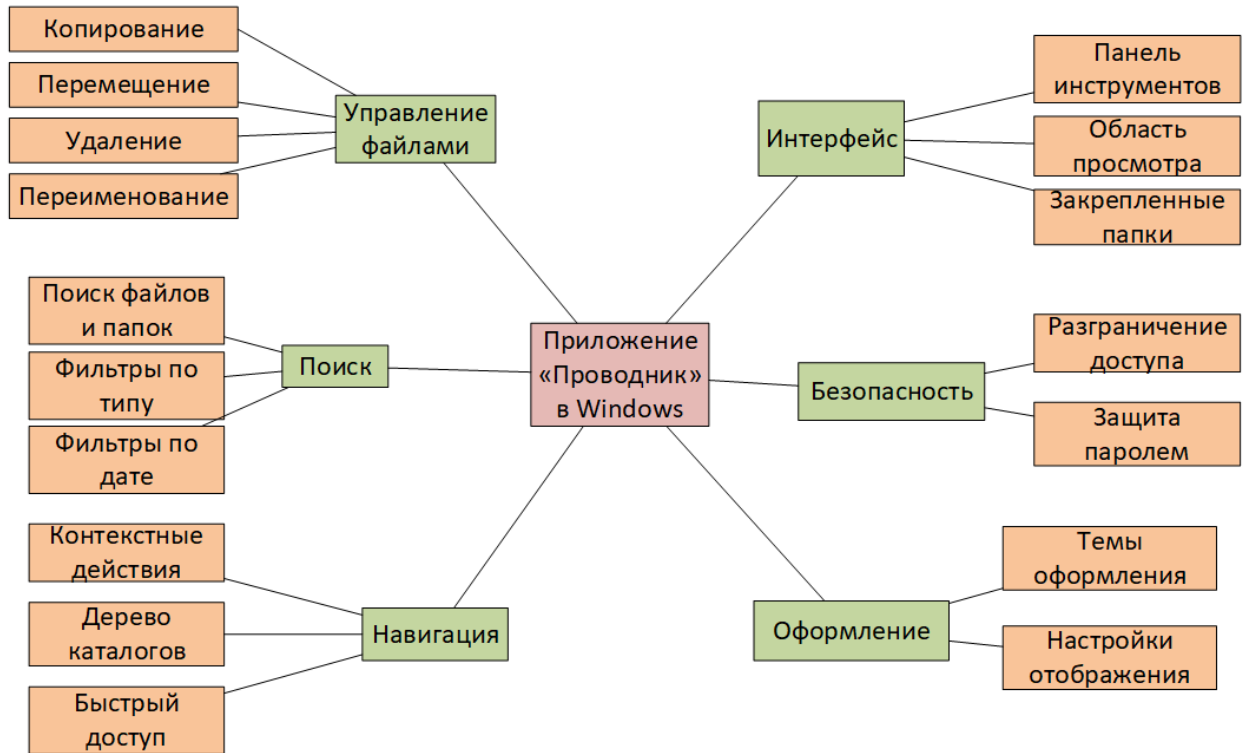 Копирование
Перемещение
Удаление
Переименование
Управление
файлами
Поиск файлов
и папок
Фильтры по
типу
Фильтры по
дате
Поиск
Контекстные
действия
Дерево
каталогов
Быстрый
доступ
Навигация
Приложение
«Проводник»
в Windows
Интерфейс
Панель
инструментов
Область
просмотра
Закрепленные
папки
Безопасность
Разграничение
доступа
Защита
паролем
Оформление
Темы
оформления
Настройки
отображения